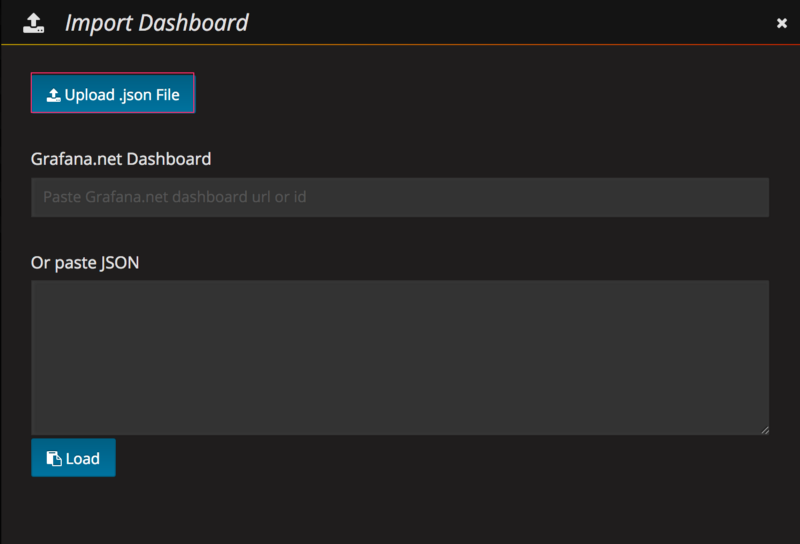 Import Dashboard
Upload .json File
Grafana.net Dashboard
Paste Grafana.net dashboard url or id
Or paste JSON
Load